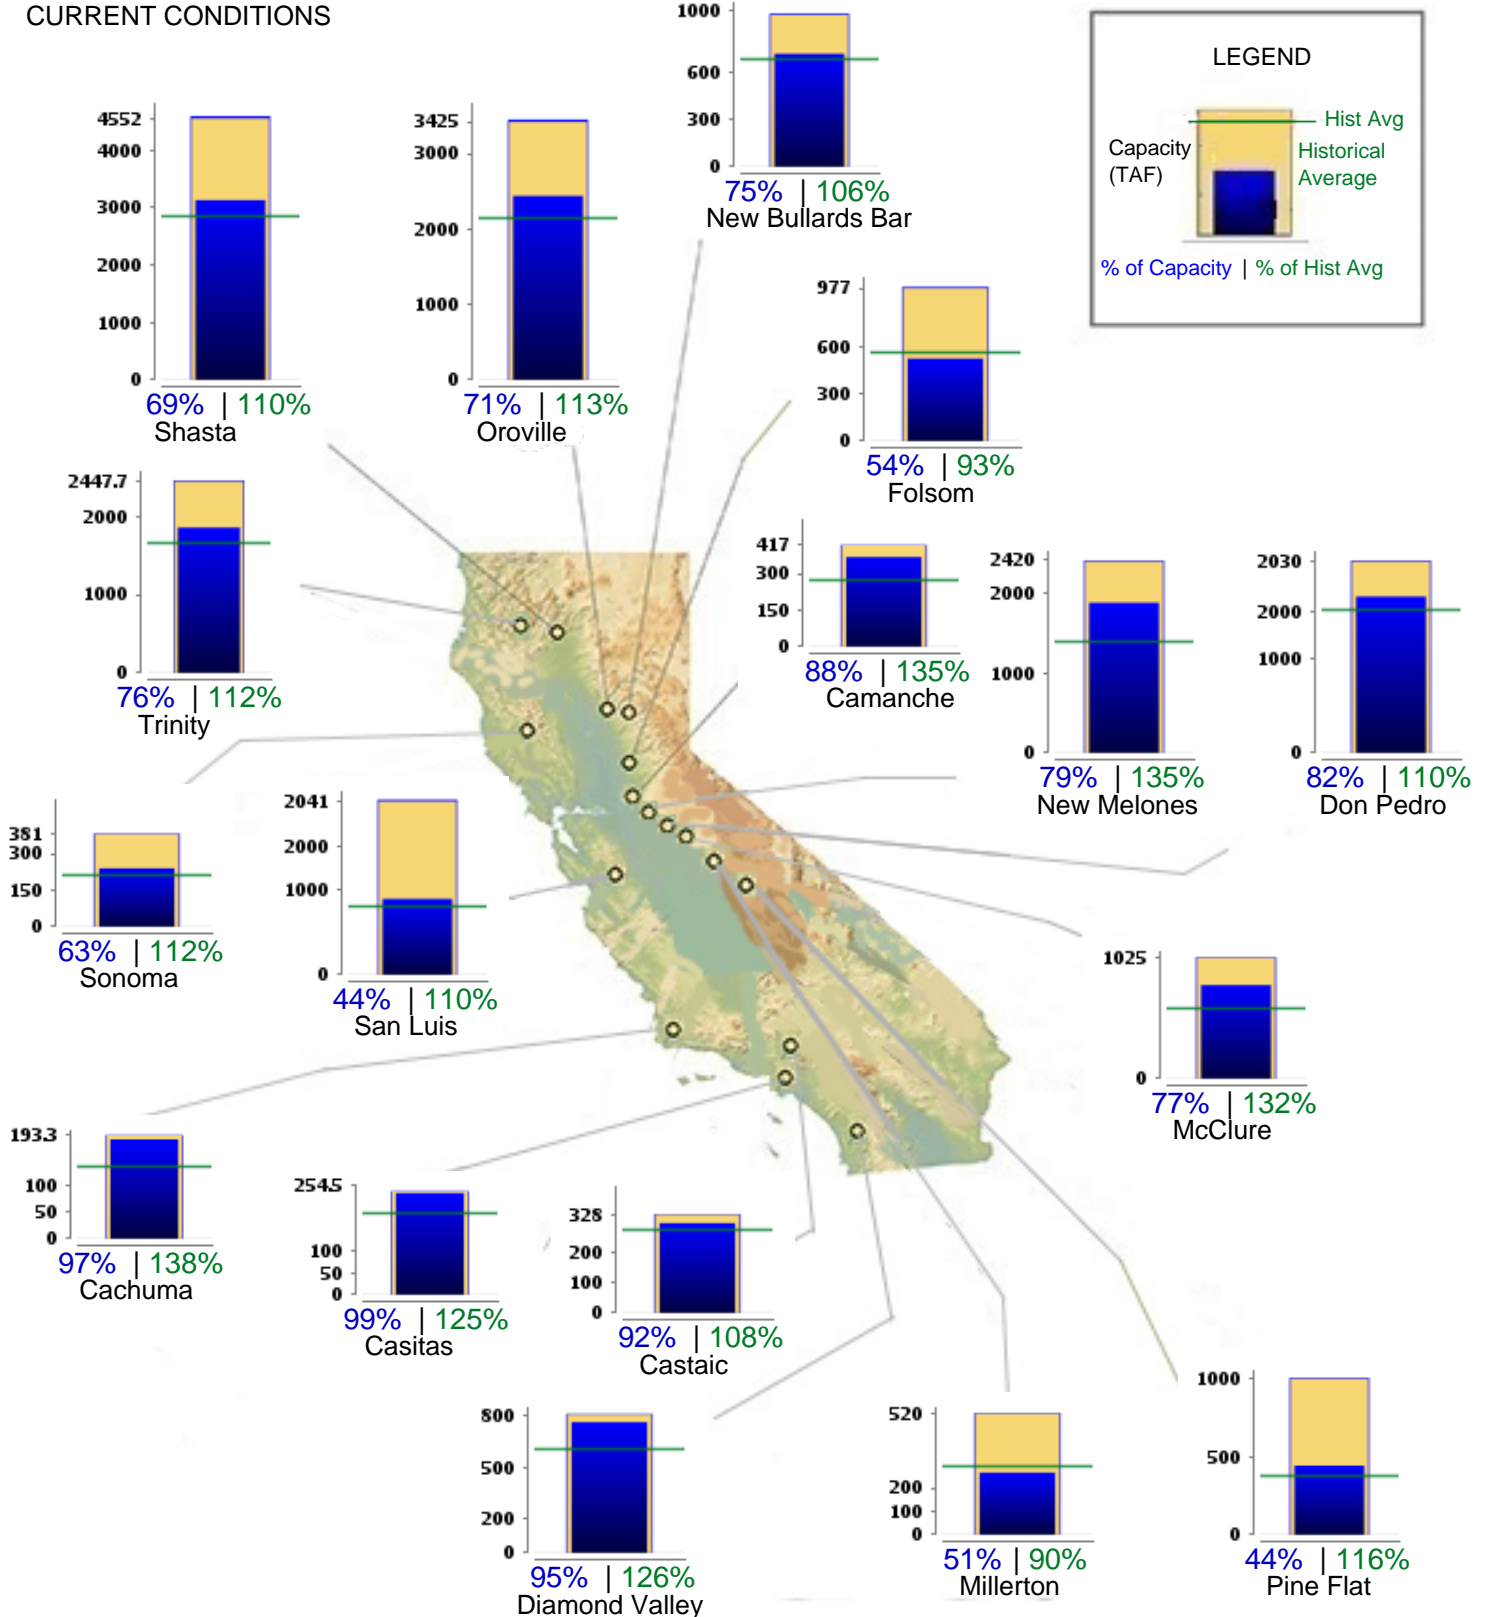 CURRENT CONDITIONS
1000
600
300
0
75% | 106%
New Bullards Bar
LEGEND
Hist Avg
Capacity
(TAF)
Historical
Average
% of Capacity | % of Hist Avg
4552
4000
3000
2000
1000
0
69% | 110%
Shasta
3425
3000
2000
1000
0
71% | 113%
Oroville
977
600
300
0
54% | 93%
Folsom
2447.7
2000
1000
0
76% | 112%
Trinity
417
300
150
0
88% | 135%
Camanche
2420
2000
1000
0
79% | 135%
New Melones
2030
2000
1000
0
82% | 110%
Don Pedro
381
300
150
0
63% | 112%
Sonoma
2041
2000
1000
0
44% | 110%
San Luis
1025
0
77% | 132%
McClure
193.3
100
50
0
97% | 138%
Cachuma
254.5
100
50
0
99% | 125%
Casitas
328
200
100
0
92% | 108%
Castaic
800
500
200
0
95% | 126%
Diamond Valley
520
200
100
0
51% | 90%
Millerton
1000
500
0
44% | 116%
Pine Flat